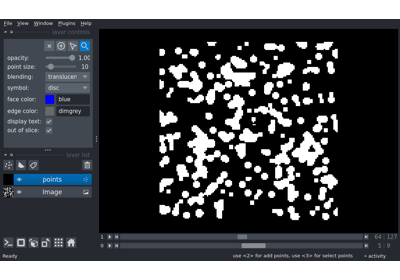 File View Window Plugins Help
layer controls
opacity: 1.00
point size: 10
blending: translucen
symbol: disc
face color: blue
edge color: dimgrey
display text:
out of slice:
layer list
points
Image
1 64 127
0 5 9
Ready use <2> for add points, use <3> for select points activity